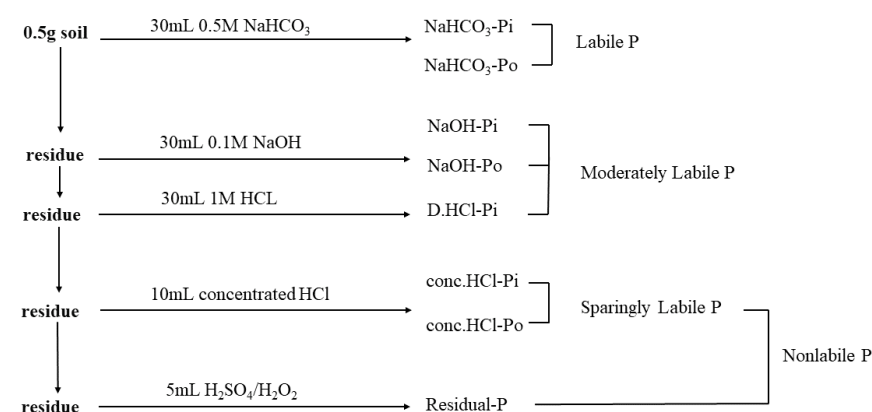 0.5g soil
30mL 0.5M NaHCO₃
NaHCO₃-Pi
NaHCO₃-Po
Labile P
residue
30mL 0.1M NaOH
NaOH-Pi
NaOH-Po
Moderately Labile P
residue
30mL 1M HCL
D.HCl-Pi
residue
10mL concentrated HCl
conc.HCl-Pi
conc.HCl-Po
Sparingly Labile P
Nonlabile P
residue
5mL H₂SO₄/H₂O₂
Residual-P